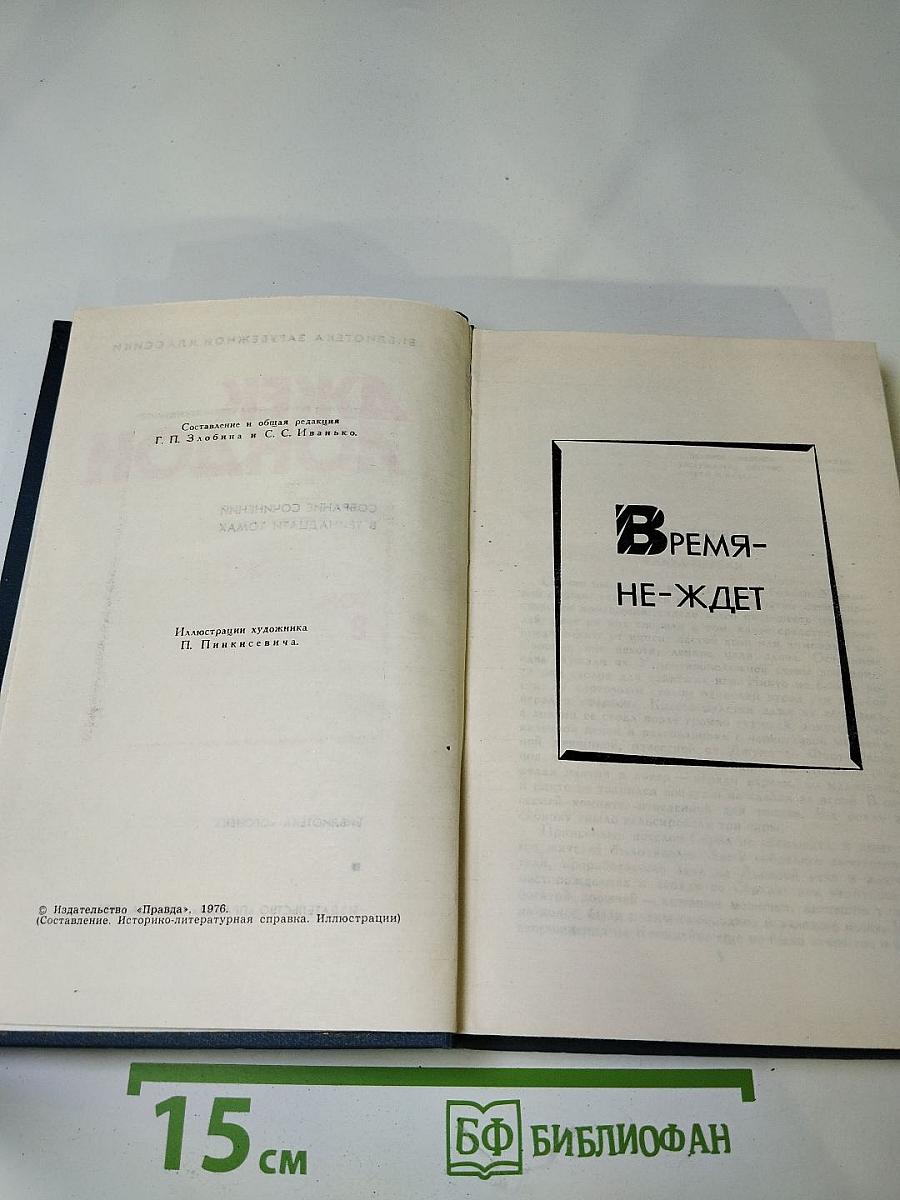 Составление и общая редакция
Г. П. Злобина и С. С. Иванько.
Иллюстрации художника
П. Пинкисевича.
© Издательство «Правда», 1976.
(Составление. Историко-литературная справка. Иллюстрации)
ВРЕМЯ-
НЕ-ЖДЕТ
15 см
БФ БИБЛИОФАН